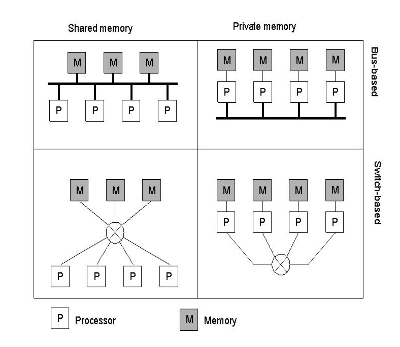 Shared memory Private memory
M M M M M M M
Bus-based
P P P P
P P P P
M M M M M M M
Switch-based
P P P P
P P P P
P Processor M Memory